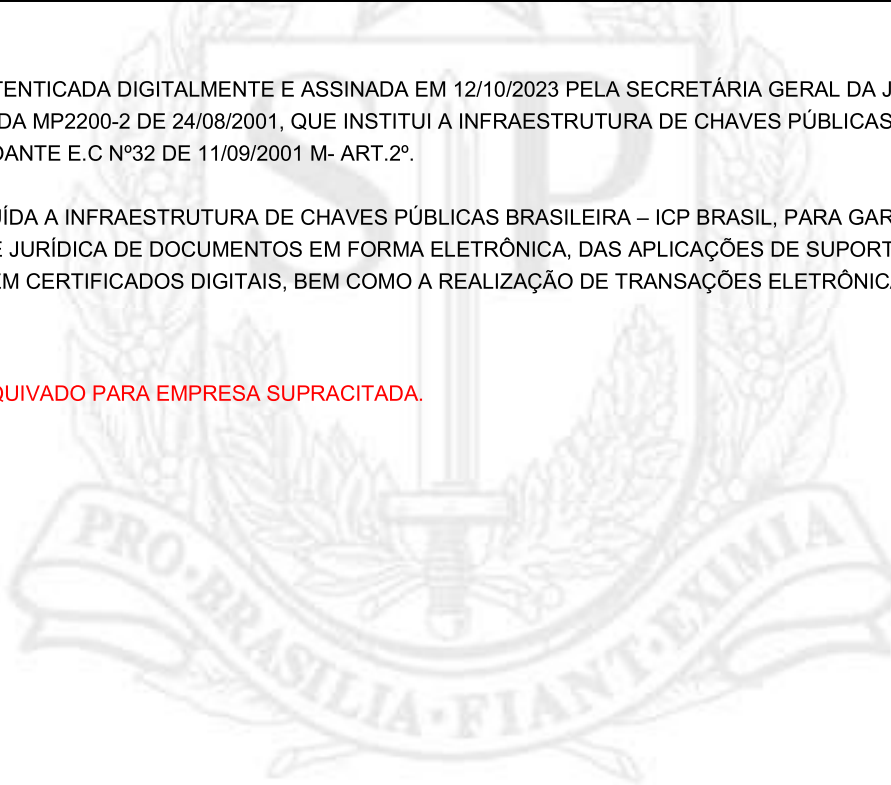 TENTICADA DIGITALMENTE E ASSINADA EM 12/10/2023 PELA SECRETÁRIA GERAL DA J
DA MP2200-2 DE 24/08/2001, QUE INSTITUI A INFRAESTRUTURA DE CHAVES PÚBLICAS
DANTE E.C Nº32 DE 11/09/2001 M- ART.2º.
ÍDA A INFRAESTRUTURA DE CHAVES PÚBLICAS BRASILEIRA – ICP BRASIL, PARA GAR
E JURÍDICA DE DOCUMENTOS EM FORMA ELETRÔNICA, DAS APLICAÇÕES DE SUPORT
EM CERTIFICADOS DIGITAIS, BEM COMO A REALIZAÇÃO DE TRANSAÇÕES ELETRÔNICA
QUIVADO PARA EMPRESA SUPRACITADA.
SP
PRO·BRASILIA·FIANT·EXIMIA